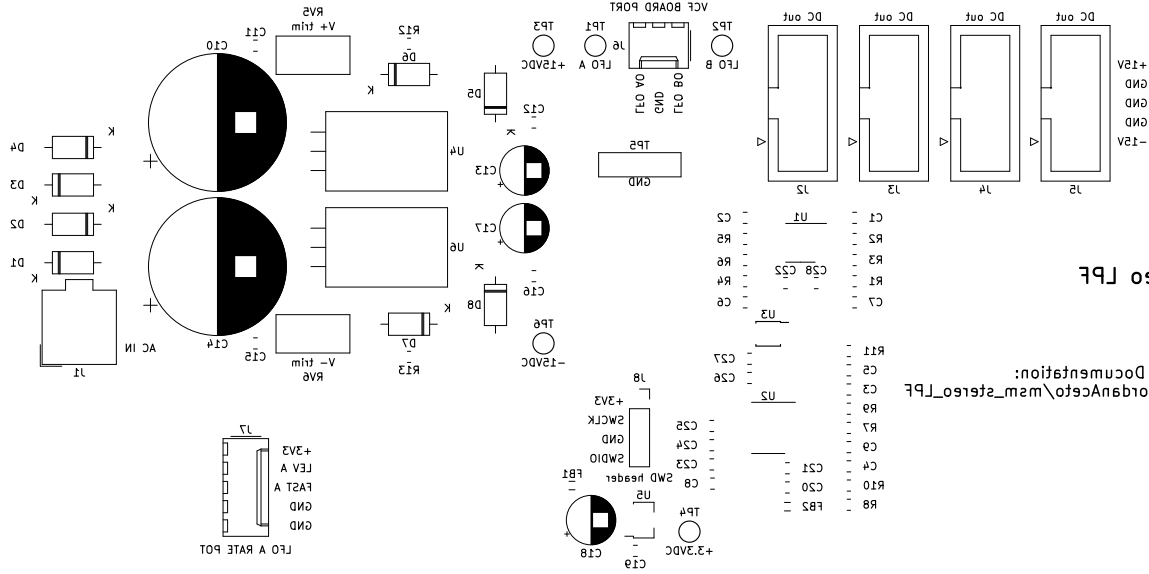 RV5
V+ trim
C11
C10
R12
D6
K
TP3
+15VDC
TP1
LFO A
VCF BOARD PORT
J6
LFO AO
GND
LFO BO
TP2
LFO B
DC out
DC out
DC out
DC out
+15V
GND
GND
GND
-15V
D5
K
C12
D4
K
D3
K
D2
K
D1
K
U4
C13
TP5
GND
J2
J3
J4
J5
U6
C17
C16
K
D8
C2
R5
R6
R4
C6
U1
C22
C28
C1
R2
R3
R1
C7
eo LPF
J1
AC IN
C14
C15
V- trim
RV6
K
D7
R13
TP6
-15VDC
U3
C27
C26
U2
R11
C5
C3
R9
R7
C9
C4
R10
R8
Documentation:
ordanAceto/msm_stereo_LPF
J8
+3V3
SWCLK
GND
SWDIO
SWD header
C25
C24
C23
C8
C21
C20
FB2
J7
+3V3
LEV A
FAST A
GND
GND
LFO A RATE POT
FB1
C18
U5
C19
TP4
+3.3VDC